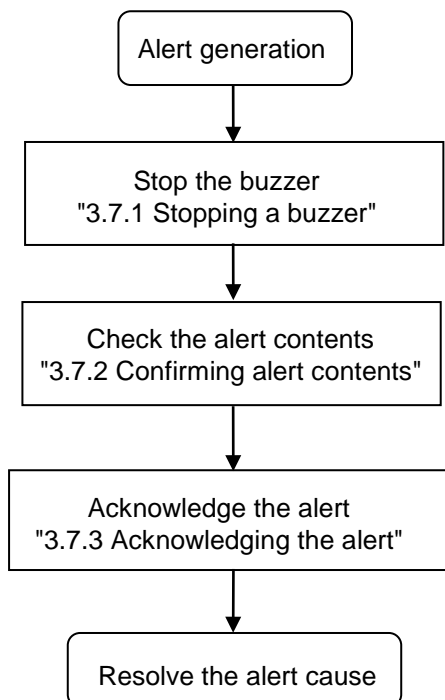 Alert generation
Stop the buzzer
"3.7.1 Stopping a buzzer"
Check the alert contents
"3.7.2 Confirming alert contents"
Acknowledge the alert
"3.7.3 Acknowledging the alert"
Resolve the alert cause